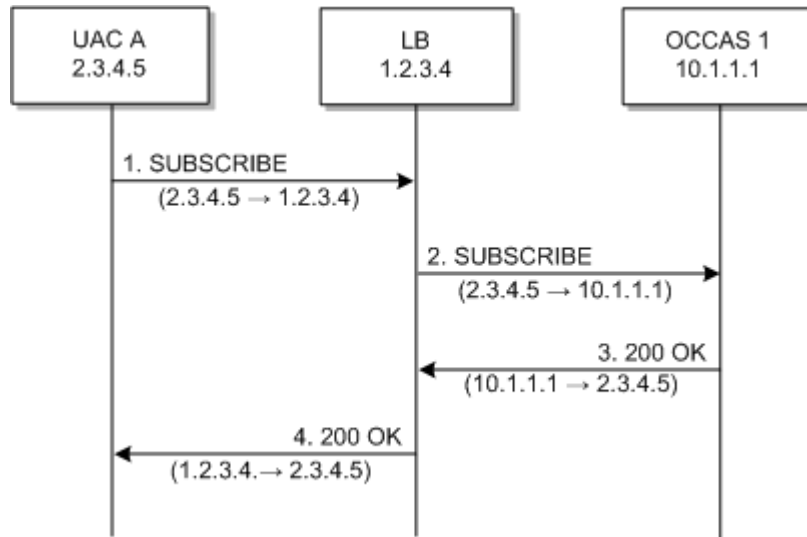 UAC A
2.3.4.5
LB
1.2.3.4
OCCAS 1
10.1.1.1
1. SUBSCRIBE
(2.3.4.5 → 1.2.3.4)
2. SUBSCRIBE
(2.3.4.5 → 10.1.1.1)
3. 200 OK
(10.1.1.1 → 2.3.4.5)
4. 200 OK
(1.2.3.4.→ 2.3.4.5)